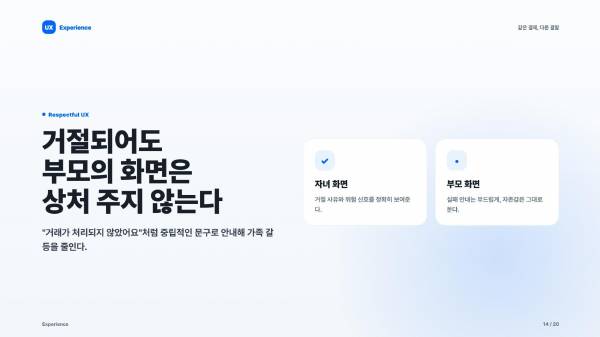 UX Experience
같은 결제, 다른 결말
Respectful UX
거절되어도
부모의 화면은
상처 주지 않는다
"거래가 처리되지 않았어요"처럼 중립적인 문구로 안내해 가족 갈
등을 줄인다.
자녀 화면
거절 사유와 위험 신호를 정확히 보여준
다.
부모 화면
실패 안내는 부드럽게, 자존감은 그대로
둔다.
Experience
14 / 20